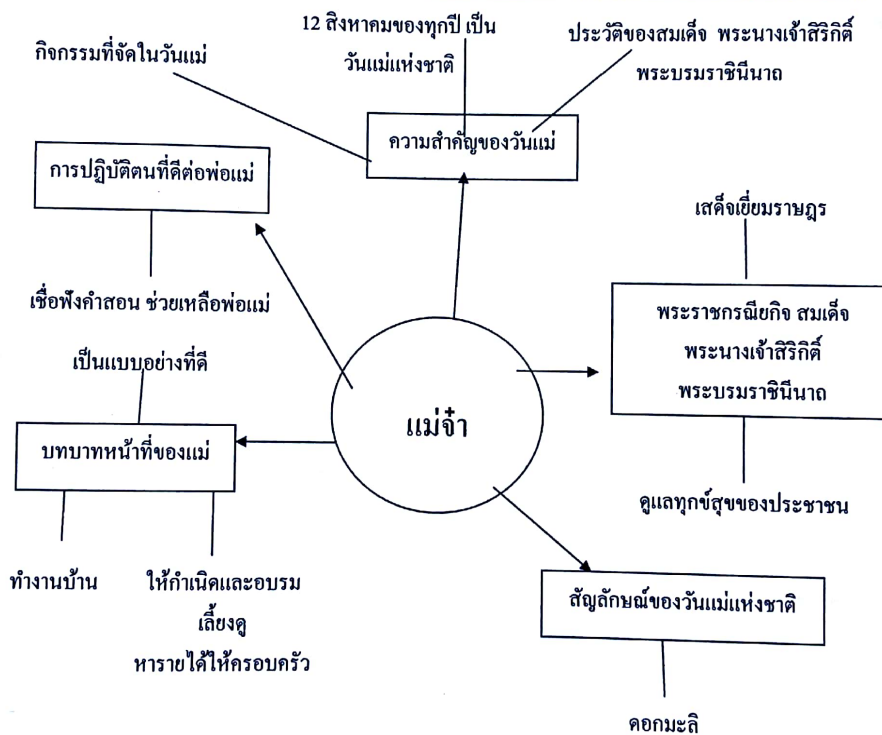 12 สิงหาคมของทุกปี เป็น
วันแม่แห่งชาติ
ประวัติของสมเด็จ พระนางเจ้าสิริกิติ์
พระบรมราชินีนาถ
กิจกรรมที่จัดในวันแม่
ความสำคัญของวันแม่
การปฏิบัติตนที่ดีต่อพ่อแม่
เชื่อฟังคำสอน ช่วยเหลือพ่อแม่
เสด็จเยี่ยมราษฎร
พระราชกรณียกิจ สมเด็จ
พระนางเจ้าสิริกิติ์
พระบรมราชินีนาถ
ดูแลทุกข์สุขของประชาชน
แม่จ๋า
เป็นแบบอย่างที่ดี
บทบาทหน้าที่ของแม่
ทำงานบ้าน
ให้กำเนิดและอบรม
เลี้ยงดู
หารายได้ให้ครอบครัว
สัญลักษณ์ของวันแม่แห่งชาติ
ดอกมะลิ